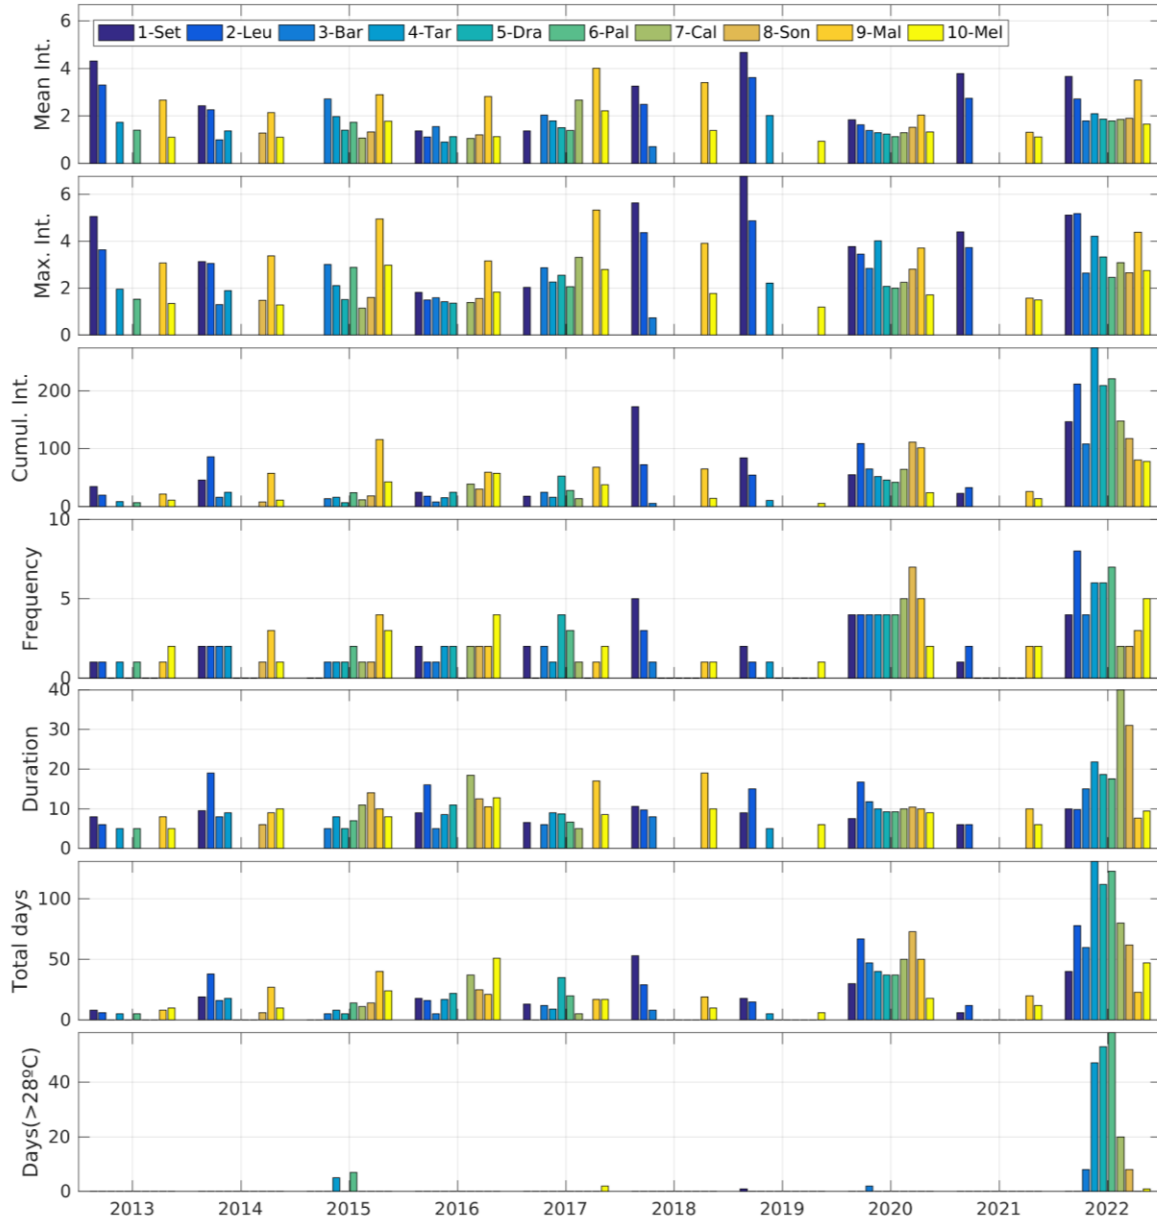 6
1-Set 2-Leu 3-Bar 4-Tar 5-Dra 6-Pal 7-Cal 8-Son 9-Mal 10-Mel
4
2
0
Mean Int.
6
4
2
0
Max. Int.
200
100
0
Cumul. Int.
10
5
0
Frequency
40
30
20
10
0
Duration
100
50
0
Total days
40
20
0
Days(>28ºC)
2013 2014 2015 2016 2017 2018 2019 2020 2021 2022